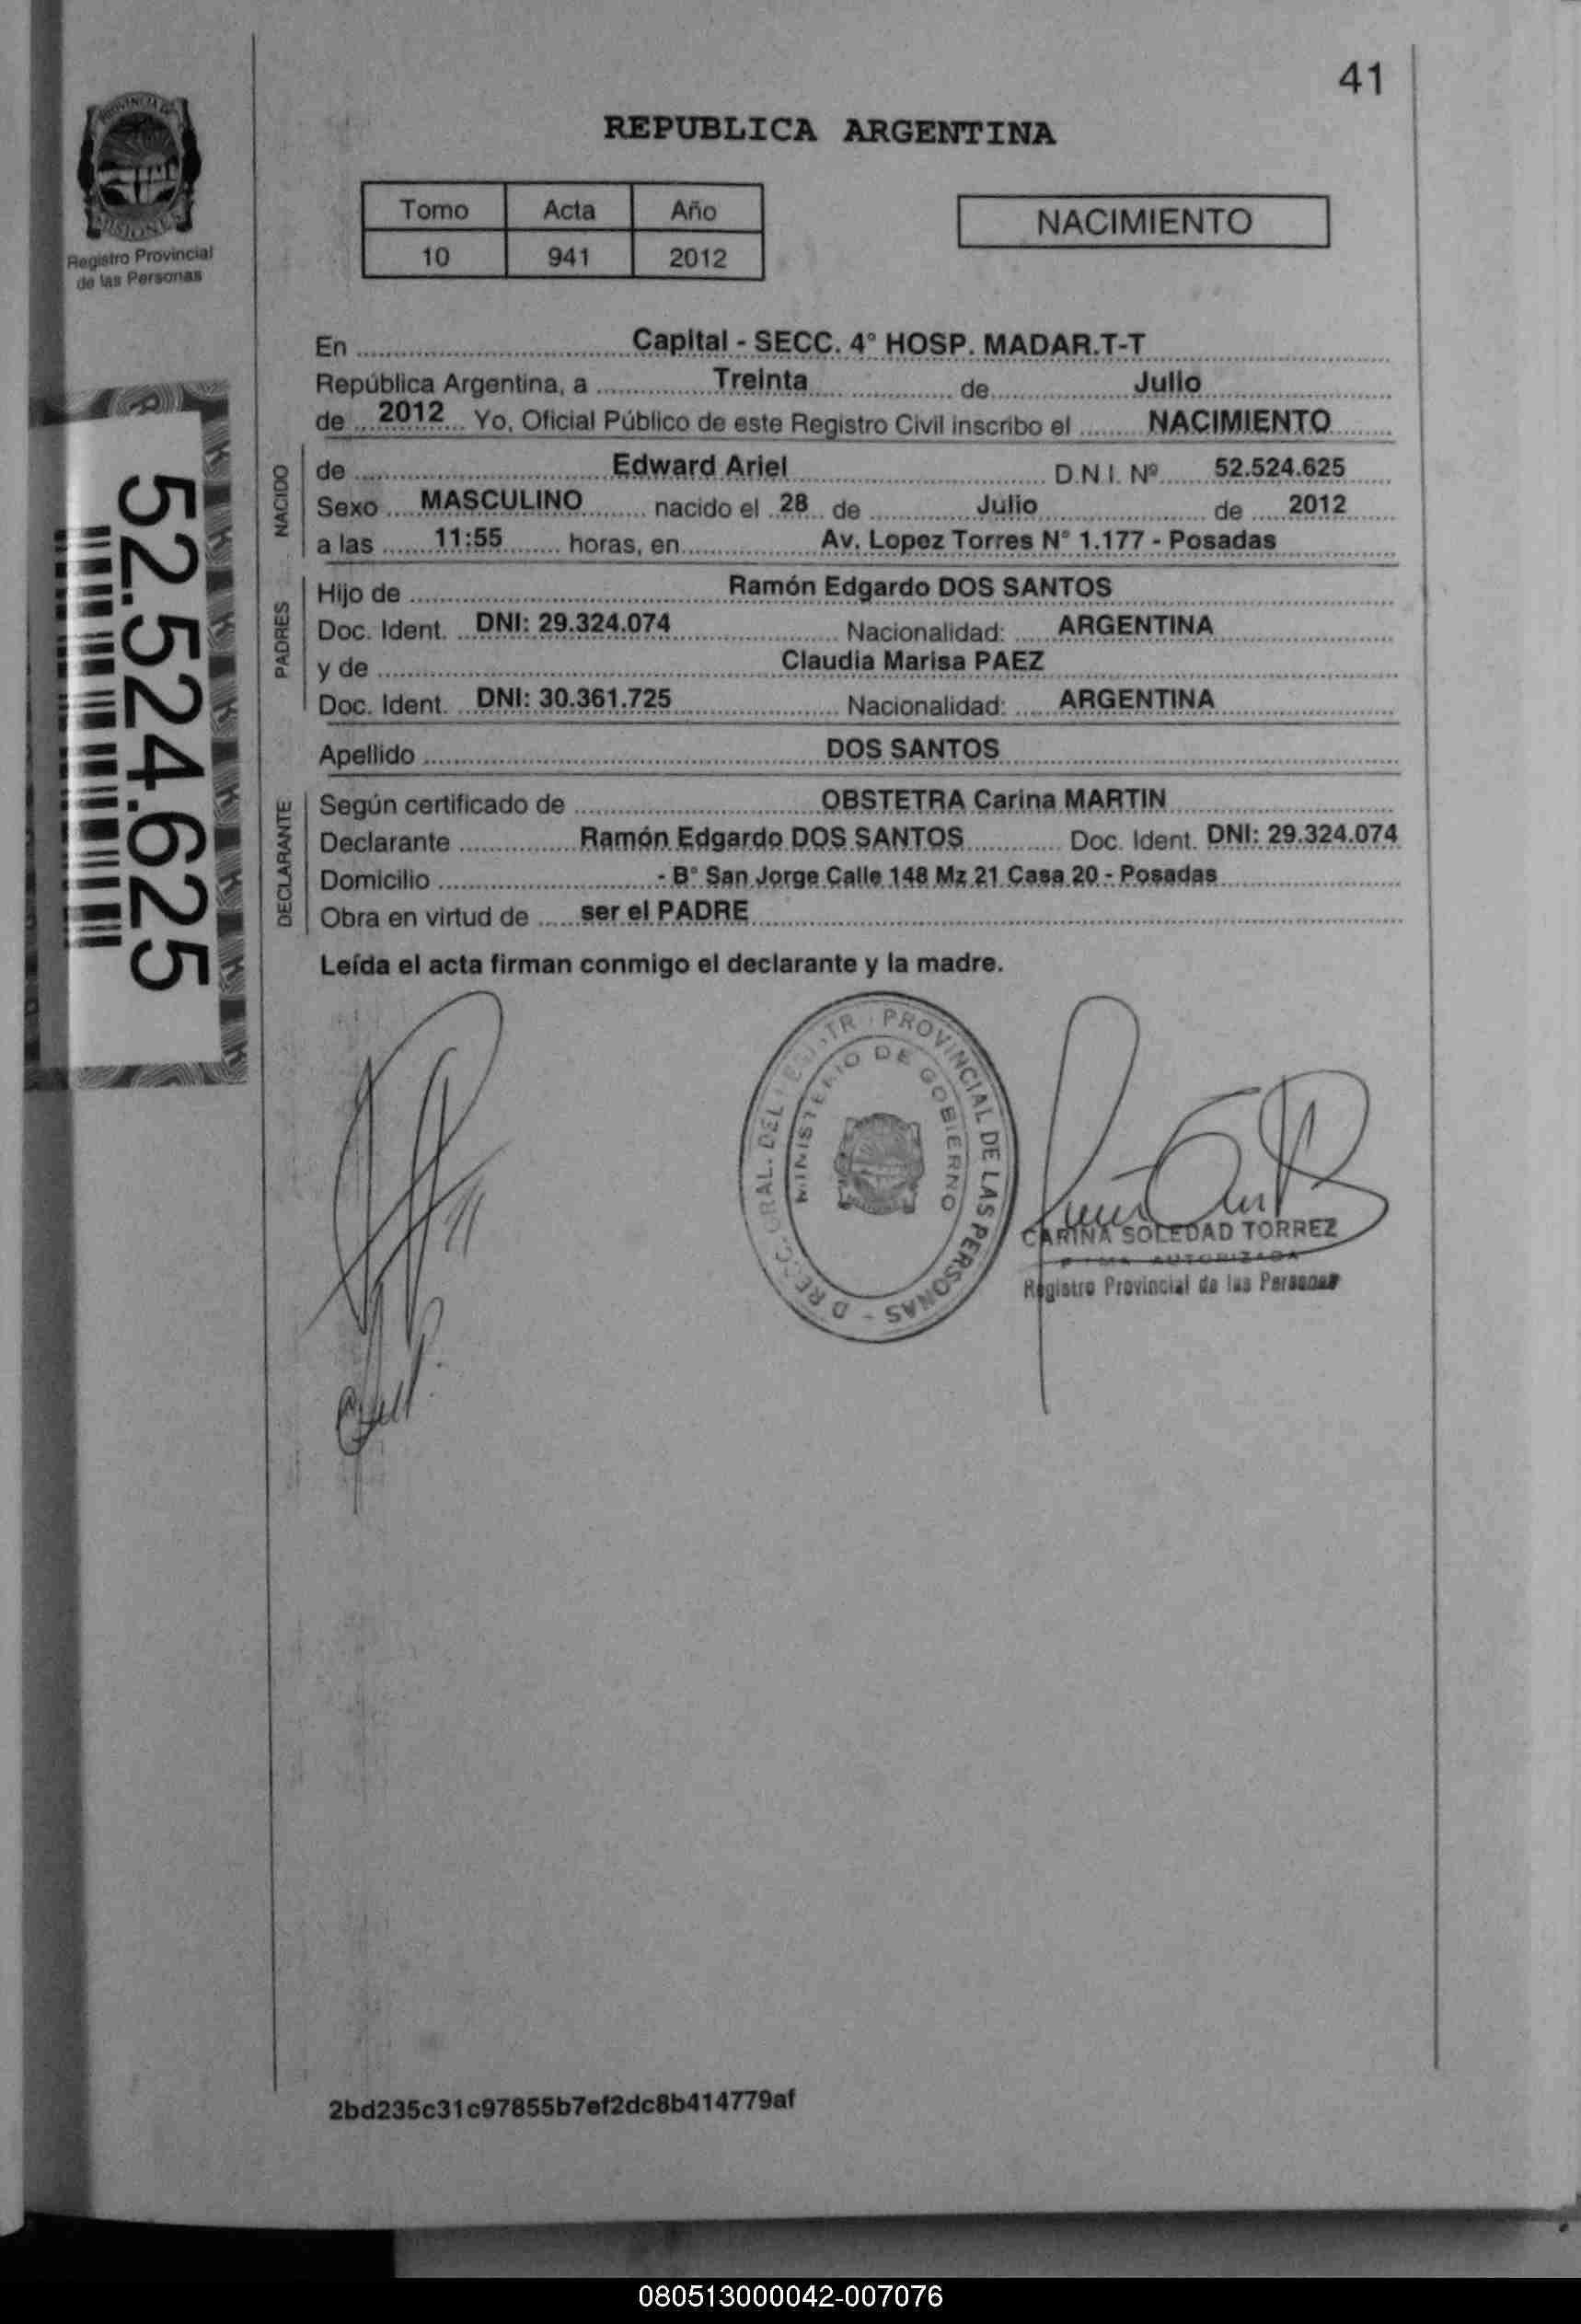 41
PROVINCIA DE
MISIONES
Registro Provincial
de las Personas
REPUBLICA ARGENTINA
Tomo Acta Año
10 941 2012
NACIMIENTO
En Capital - SECC. 4° HOSP. MADAR.T-T
República Argentina, a Treinta de Julio
de 2012 Yo, Oficial Público de este Registro Civil inscribo el NACIMIENTO
NACIDO
de Edward Ariel D.N.I. Nº 52.524.625
Sexo MASCULINO nacido el 28 de Julio de 2012
a las 11:55 horas, en Av. Lopez Torres N° 1.177 - Posadas
PADRES
Hijo de Ramón Edgardo DOS SANTOS
Doc. Ident. DNI: 29.324.074 Nacionalidad: ARGENTINA
y de Claudia Marisa PAEZ
Doc. Ident. DNI: 30.361.725 Nacionalidad: ARGENTINA
Apellido DOS SANTOS
DECLARANTE
Según certificado de OBSTETRA Carina MARTIN
Declarante Ramón Edgardo DOS SANTOS Doc. Ident. DNI: 29.324.074
Domicilio - B° San Jorge Calle 148 Mz 21 Casa 20 - Posadas
Obra en virtud de ser el PADRE
Leída el acta firman conmigo el declarante y la madre.
52.524.625
PROVINCIAL DE LAS PERSONAS -
MINISTERIO DE GOBIERNO
CARINA SOLEDAD TORREZ
FIRMA AUTORIZADA
Registro Provincial de las Personas
2bd235c31c97855b7ef2dc8b414779af
080513000042-007076